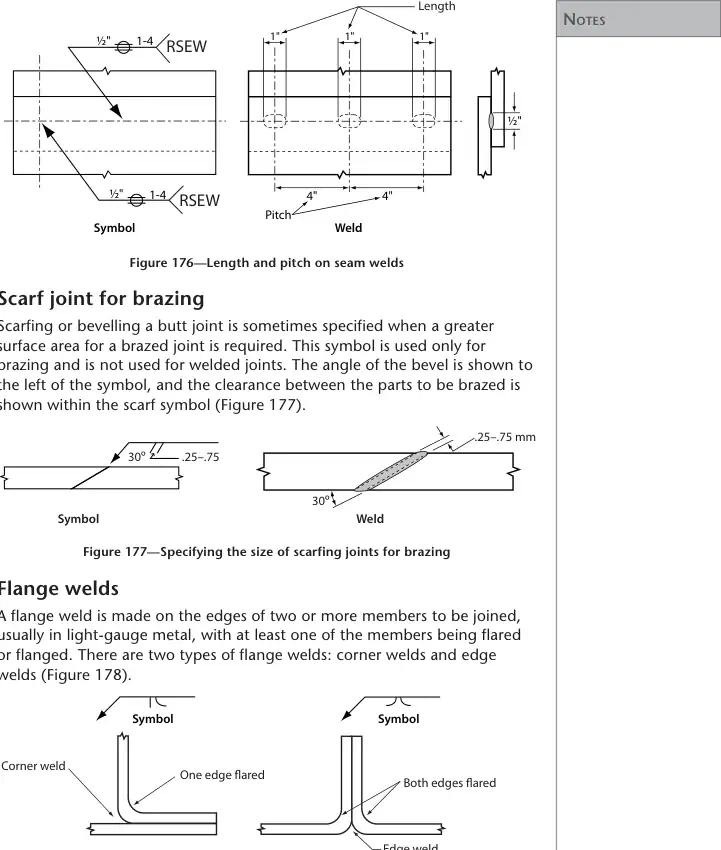 Length
NOTES
½" 1-4 RSEW
1" 1" 1"
½"
½" 1-4 RSEW
4" 4"
Pitch
Symbol Weld
Figure 176—Length and pitch on seam welds
Scarf joint for brazing
Scarfing or bevelling a butt joint is sometimes specified when a greater
surface area for a brazed joint is required. This symbol is used only for
brazing and is not used for welded joints. The angle of the bevel is shown to
the left of the symbol, and the clearance between the parts to be brazed is
shown within the scarf symbol (Figure 177).
30° .25–.75
.25–.75 mm
30°
Symbol Weld
Figure 177—Specifying the size of scarfing joints for brazing
Flange welds
A flange weld is made on the edges of two or more members to be joined,
usually in light-gauge metal, with at least one of the members being flared
or flanged. There are two types of flange welds: corner welds and edge
welds (Figure 178).
Symbol Symbol
Corner weld
One edge flared
Both edges flared
Edge weld